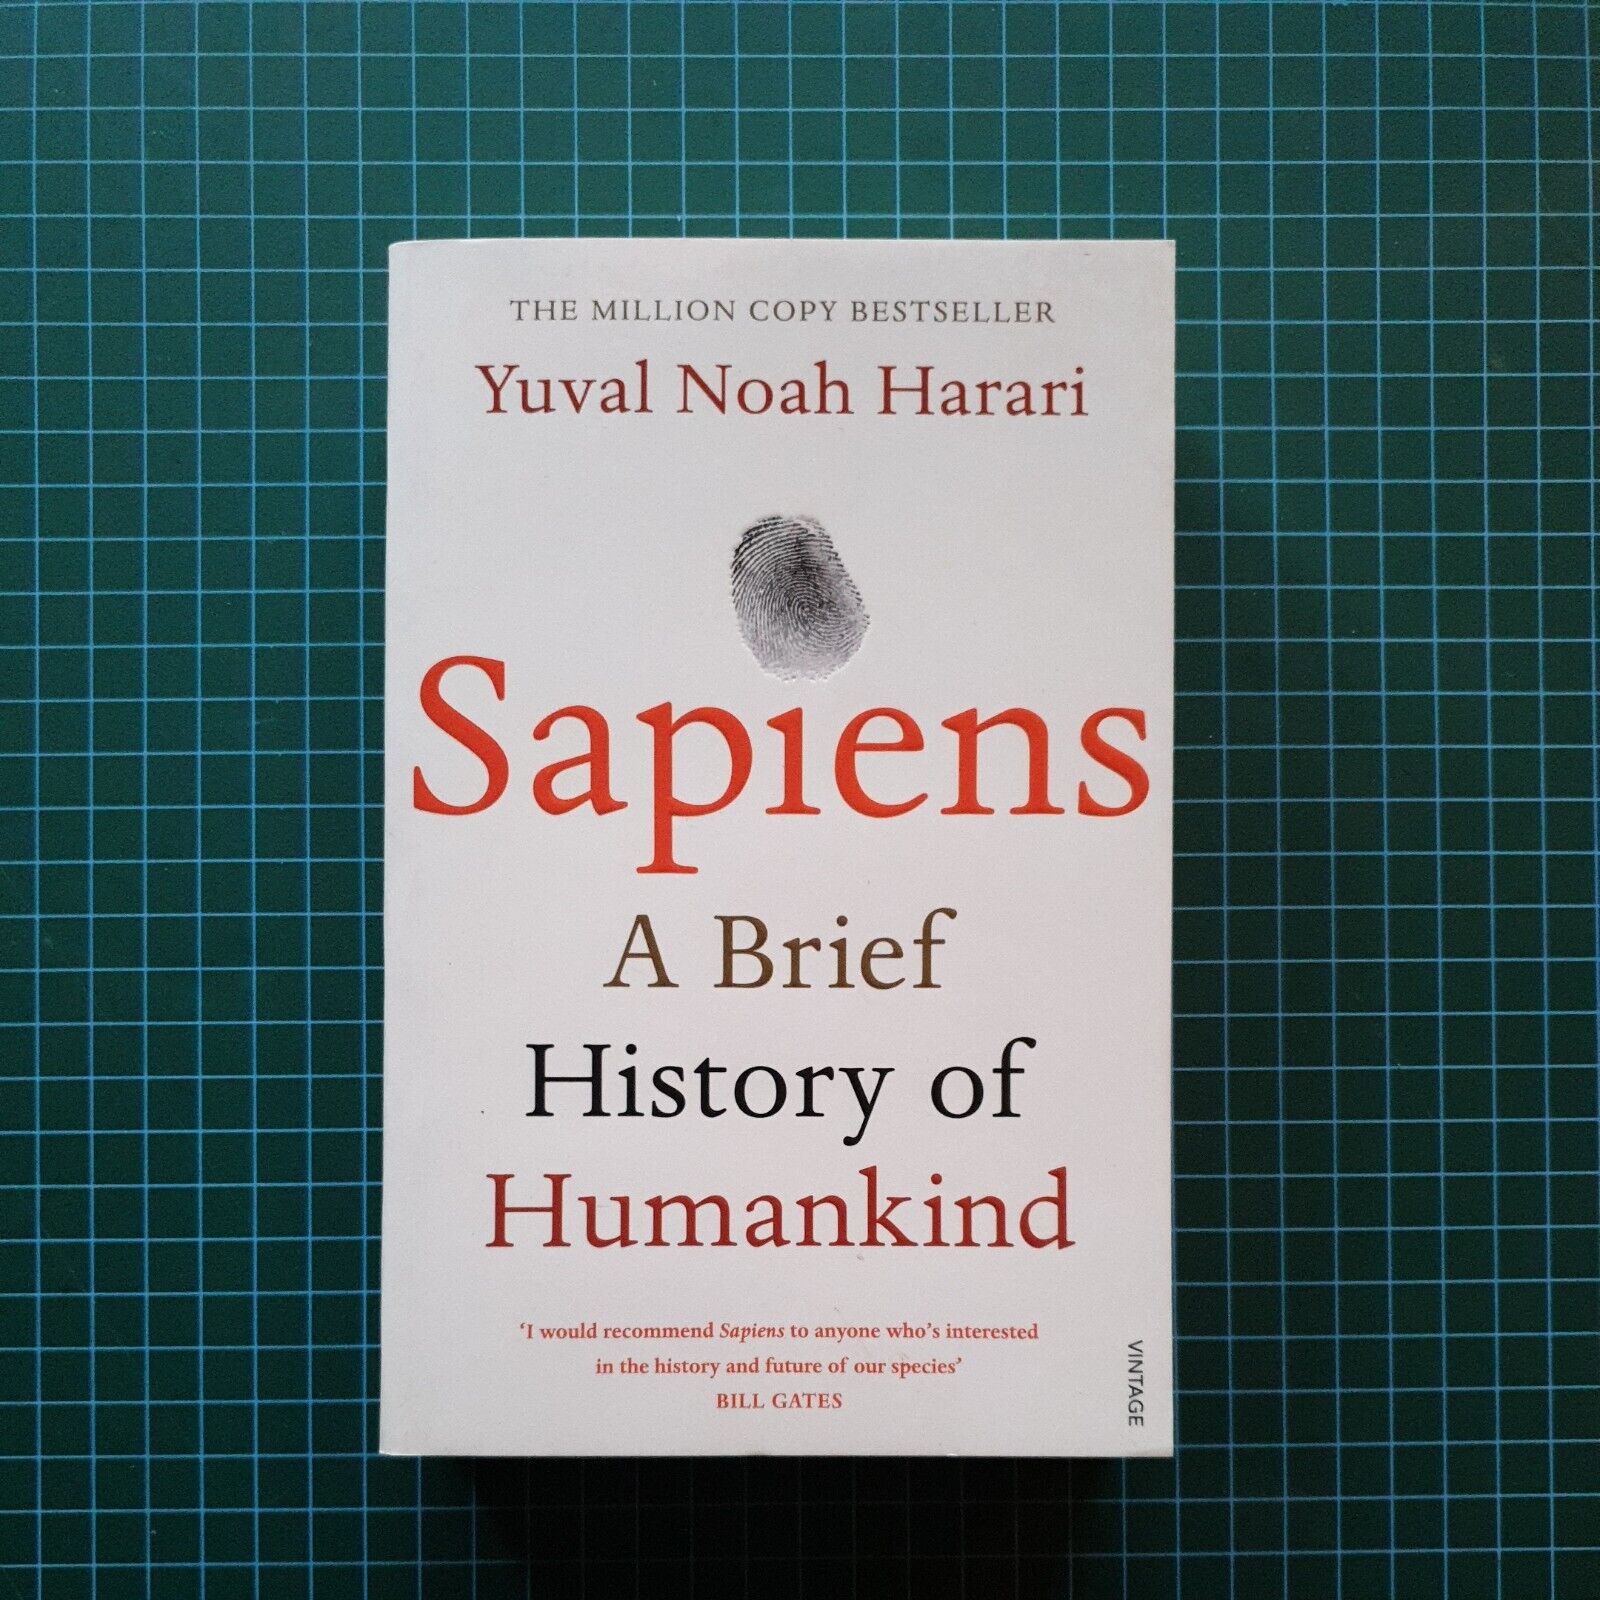 THE MILLION COPY BESTSELLER
Yuval Noah Harari
Sapiens
A Brief
History of
Humankind
‘I would recommend Sapiens to anyone who’s interested
in the history and future of our species’
BILL GATES
VINTAGE